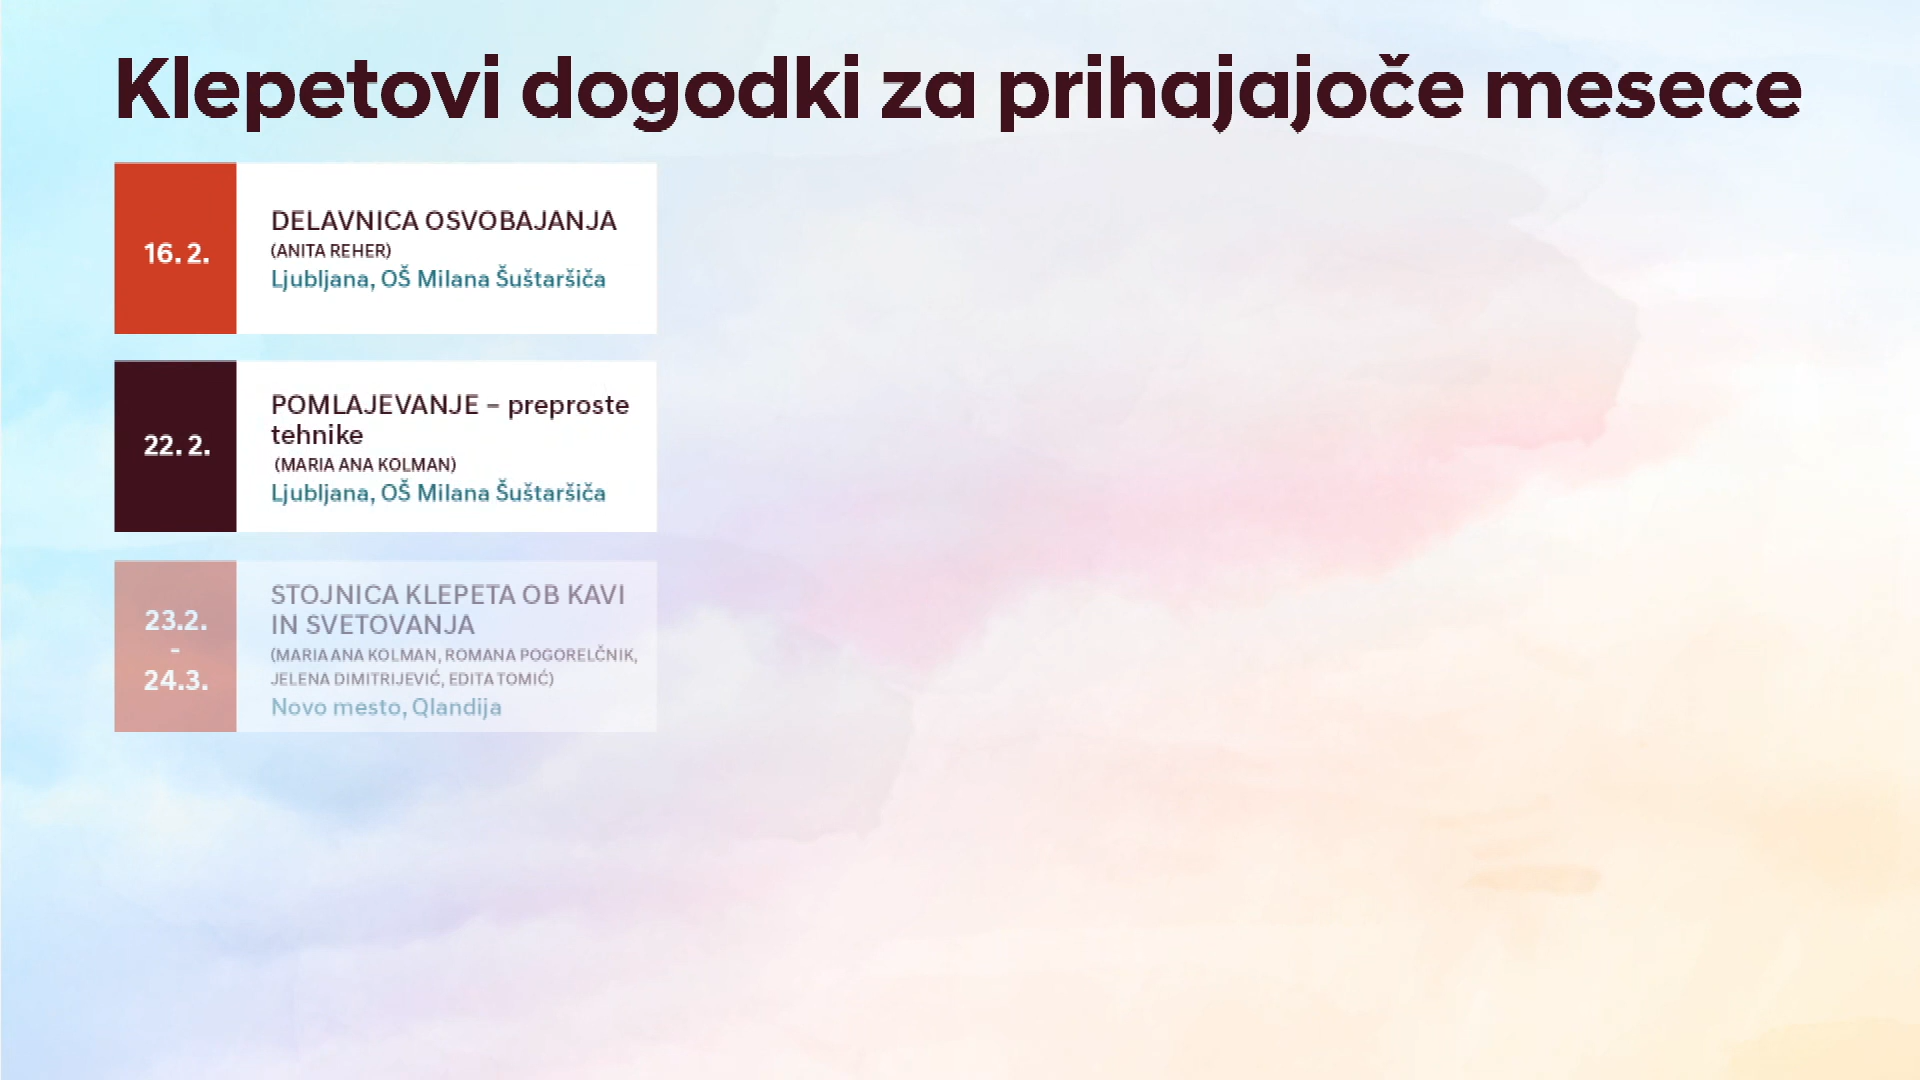 Klepetovi dogodki za prihajajoče mesece
16. 2.
DELAVNICA OSVOBAJANJA
(ANITA REHER)
Ljubljana, OŠ Milana Šuštaršiča
22. 2.
POMLAJEVANJE – preproste
tehnike
(MARIA ANA KOLMAN)
Ljubljana, OŠ Milana Šuštaršiča
23.2.
-
24.3.
STOJNICA KLEPETA OB KAVI
IN SVETOVANJA
(MARIA ANA KOLMAN, ROMANA POGORELČNIK,
JELENA DIMITRIJEVIĆ, EDITA TOMIĆ)
Novo mesto, Qlandija